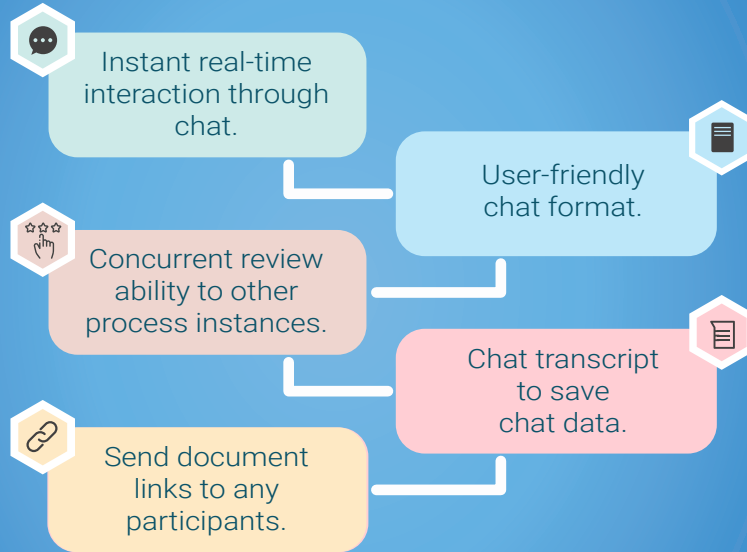 Instant real-time
interaction through
chat.
User-friendly
chat format.
Concurrent review
ability to other
process instances.
Chat transcript
to save
chat data.
Send document
links to any
participants.